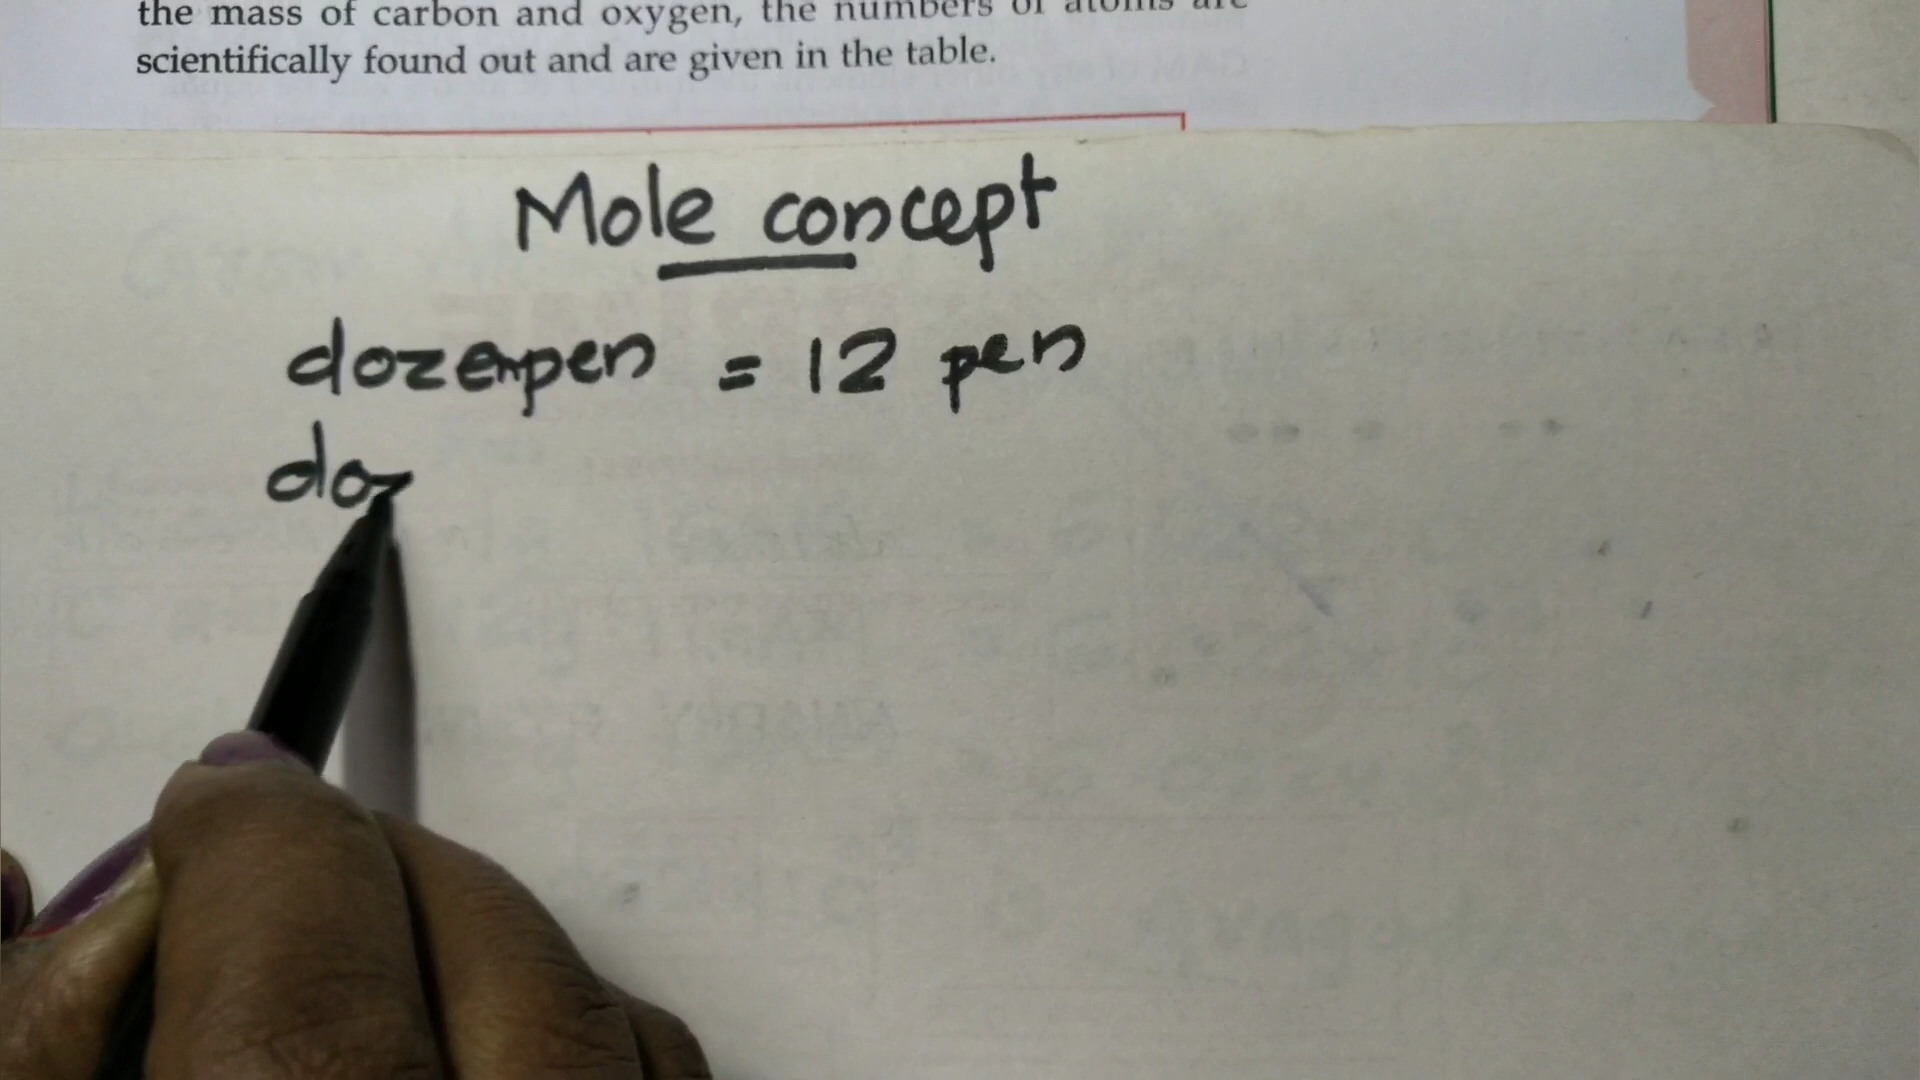 the mass of carbon and oxygen, the numbers of atoms are
scientifically found out and are given in the table.
Mole concept
dozenpen = 12 pen
doz